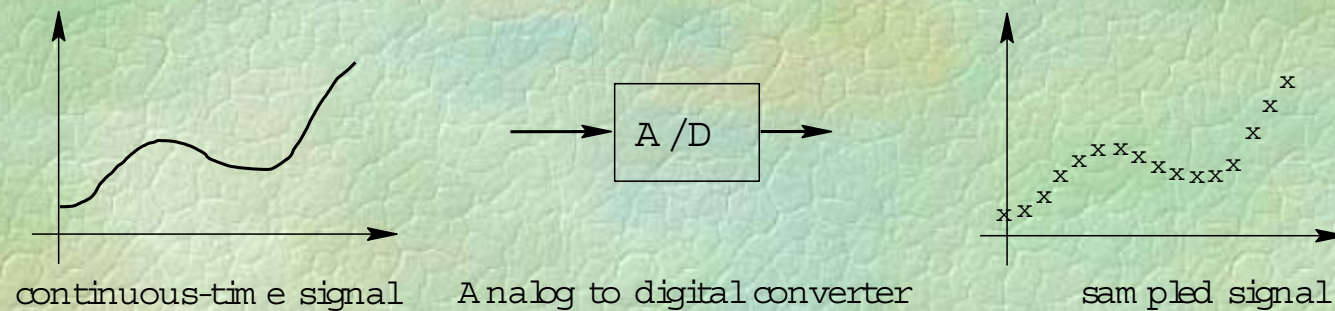 A/D
x x x x x x x x x x x x x x x x
continuous-time signal
Analog to digital converter
sampled signal